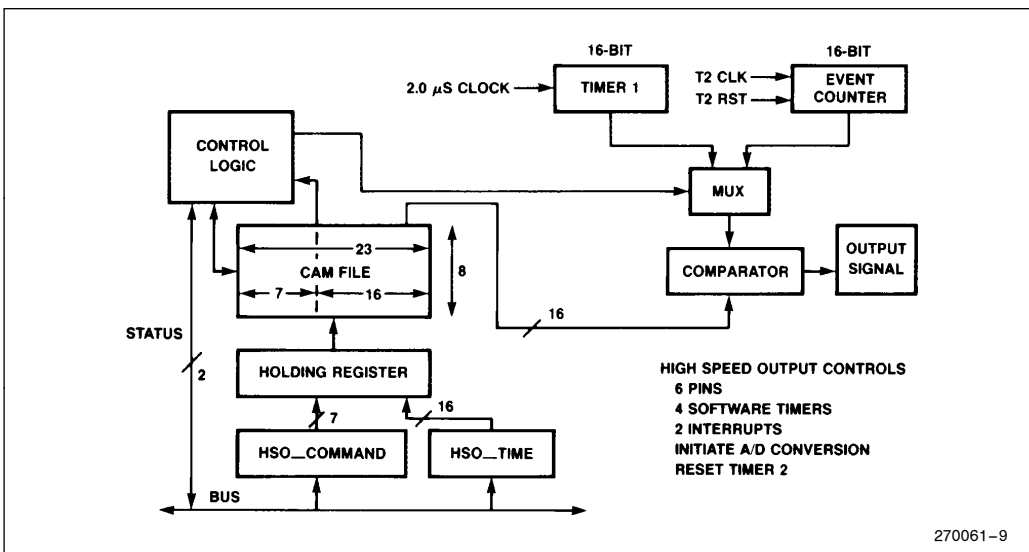 16-BIT
16-BIT
2.0 μS CLOCK
TIMER 1
T2 CLK
T2 RST
EVENT
COUNTER
CONTROL
LOGIC
MUX
23
CAM FILE
7
16
8
COMPARATOR
OUTPUT
SIGNAL
16
STATUS
2
HOLDING REGISTER
7
16
HSO__COMMAND
HSO__TIME
BUS
HIGH SPEED OUTPUT CONTROLS
6 PINS
4 SOFTWARE TIMERS
2 INTERRUPTS
INITIATE A/D CONVERSION
RESET TIMER 2
270061–9